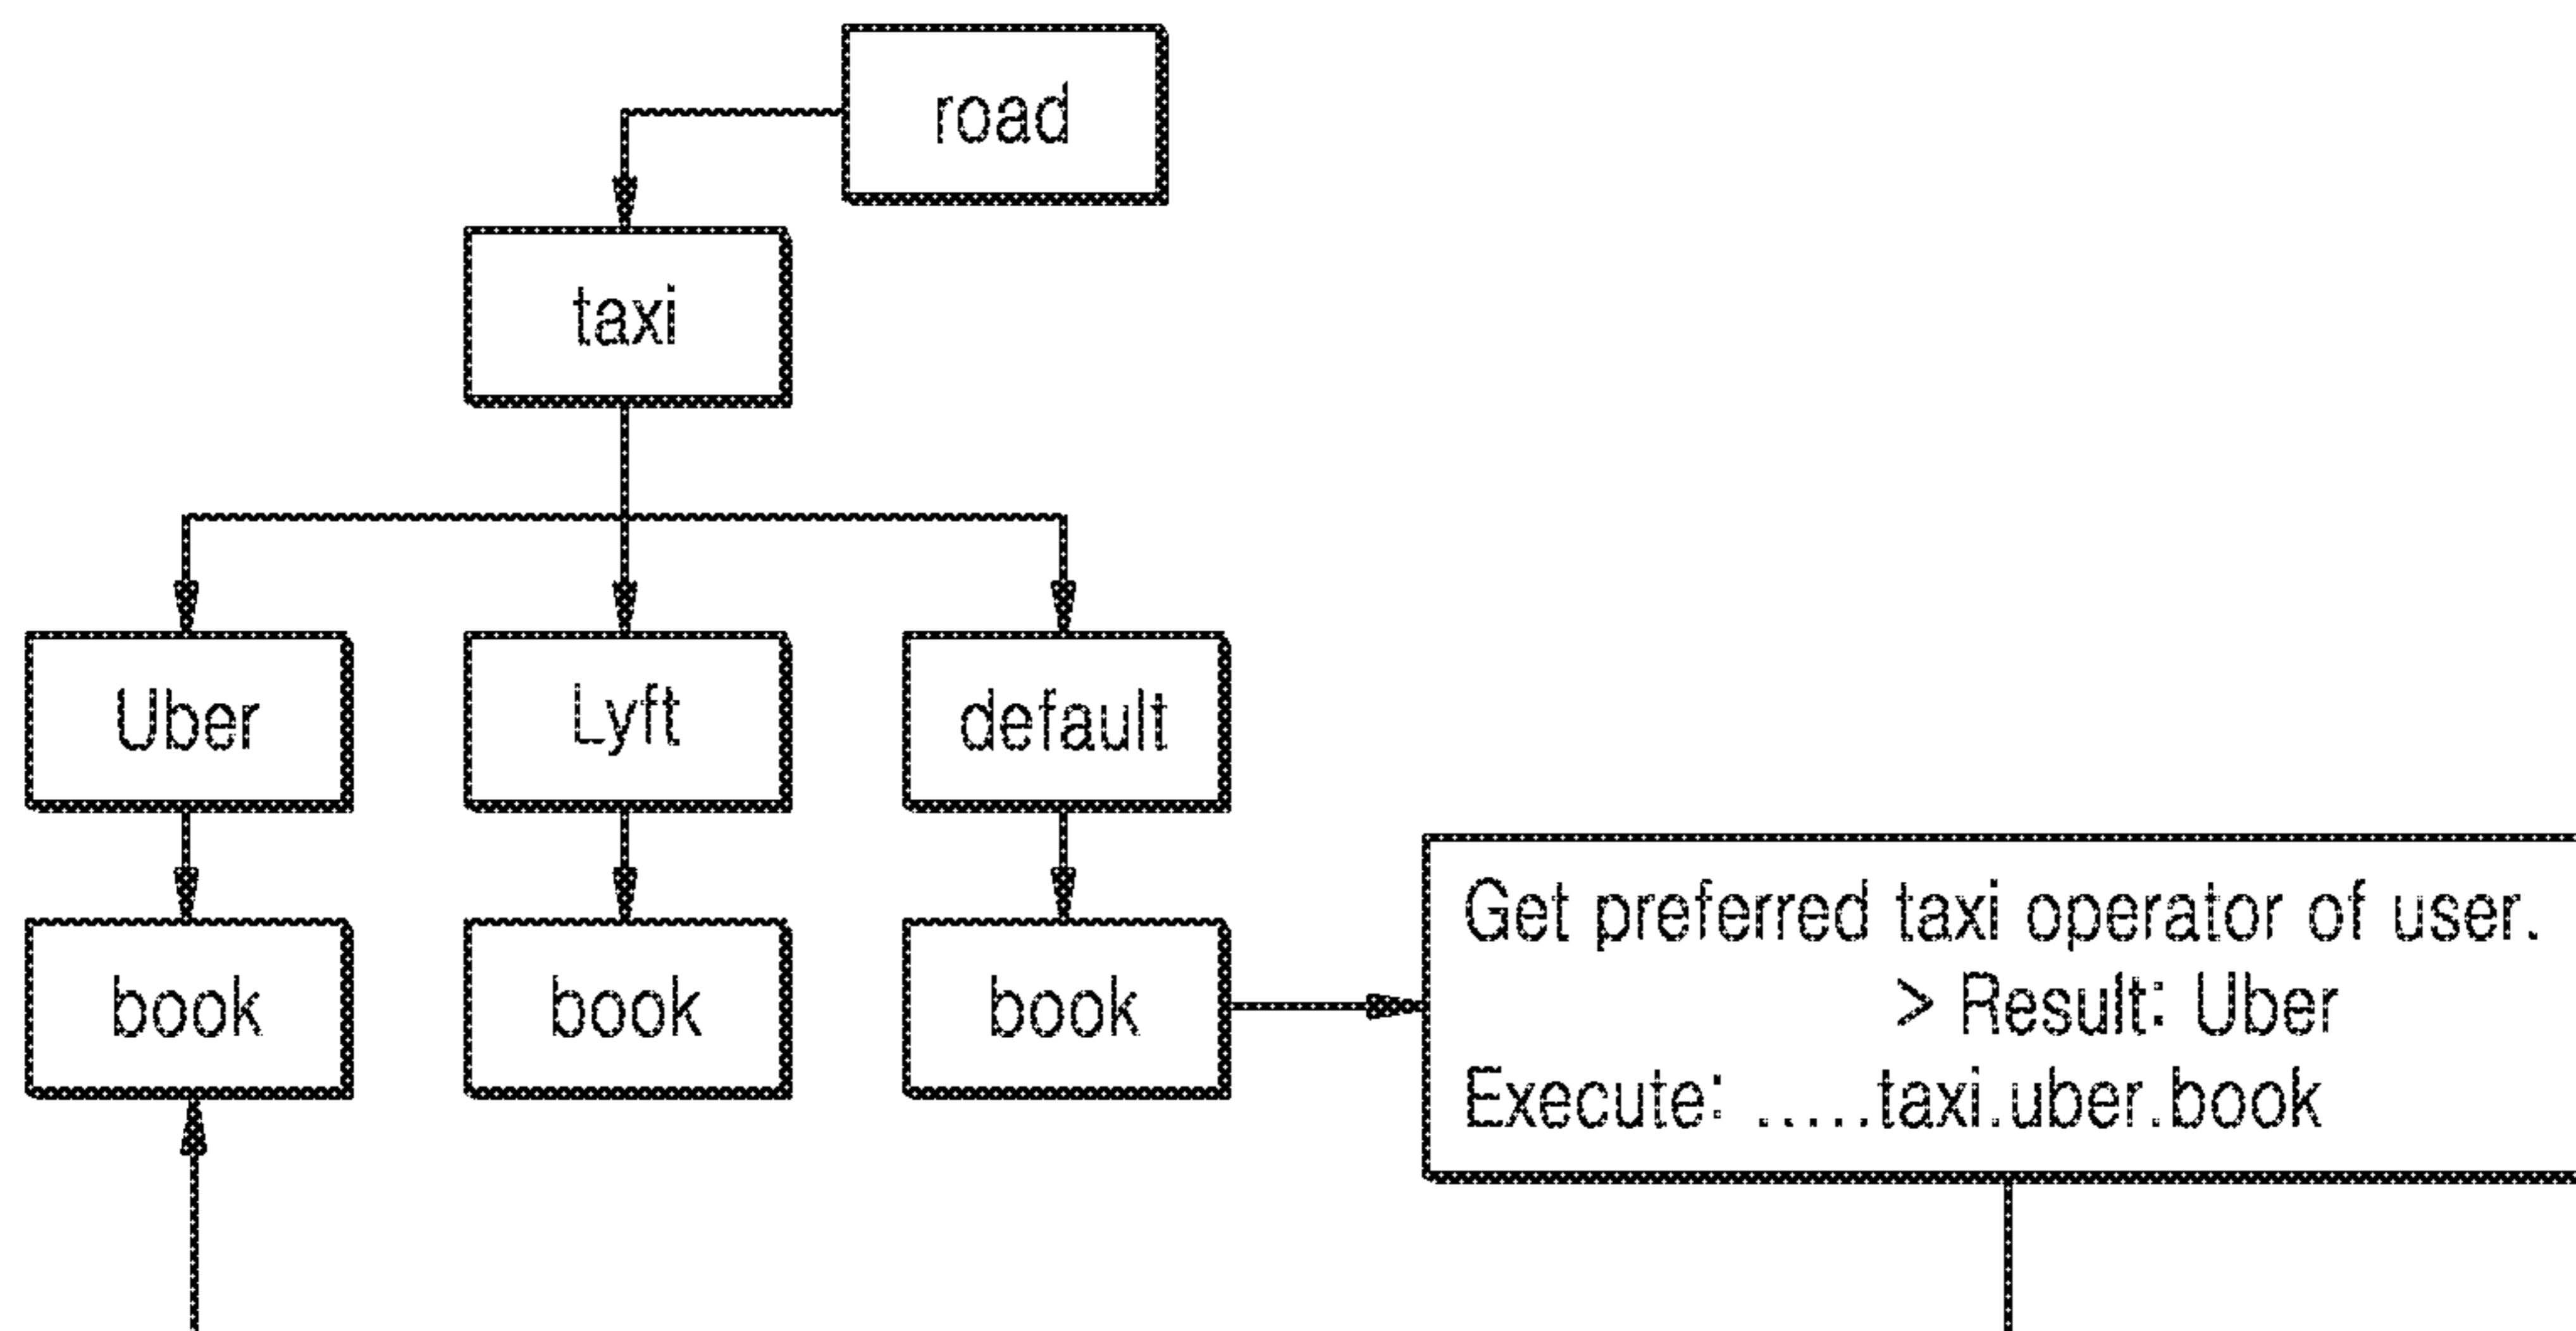 road
taxi
Uber
Lyft
default
book
book
book
Get preferred taxi operator of user.
> Result: Uber
Execute: .....taxi.uber.book